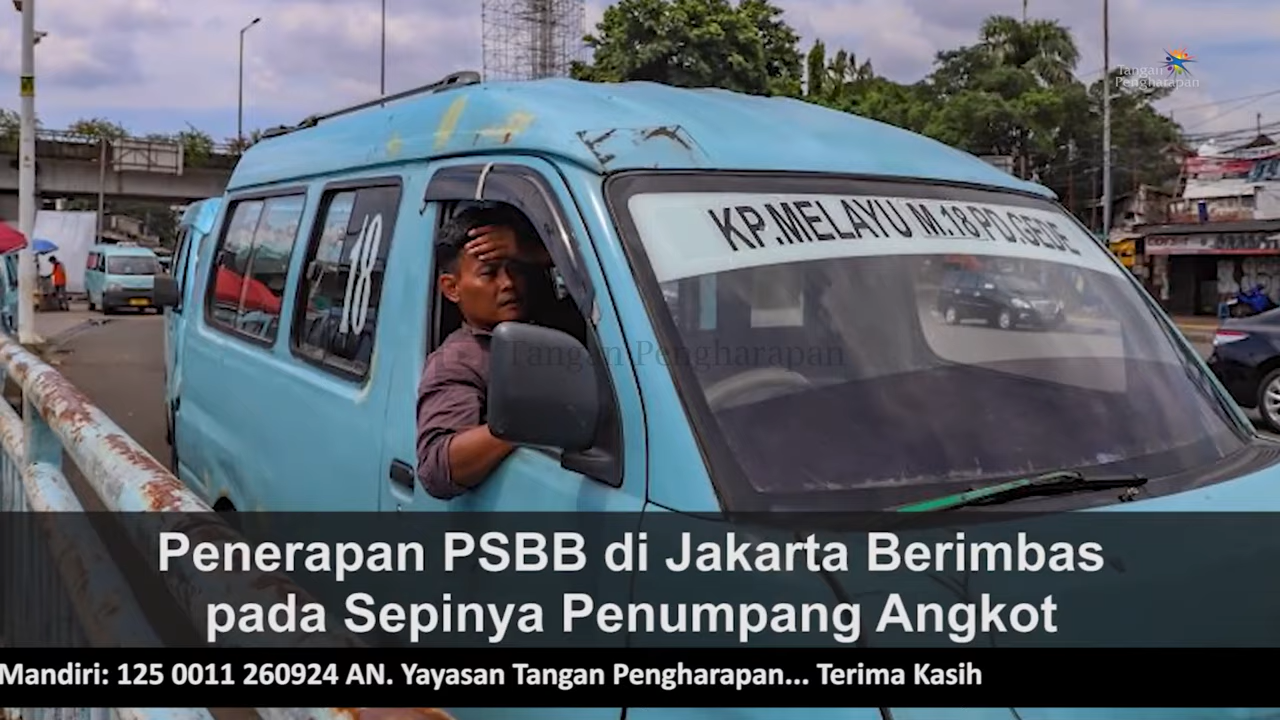 Tangan
Pengharapan
KP.MELAYU M.18 PD.GEDE
18
Tangan Pengharapan
Penerapan PSBB di Jakarta Berimbas
pada Sepinya Penumpang Angkot
Mandiri: 125 0011 260924 AN. Yayasan Tangan Pengharapan... Terima Kasih